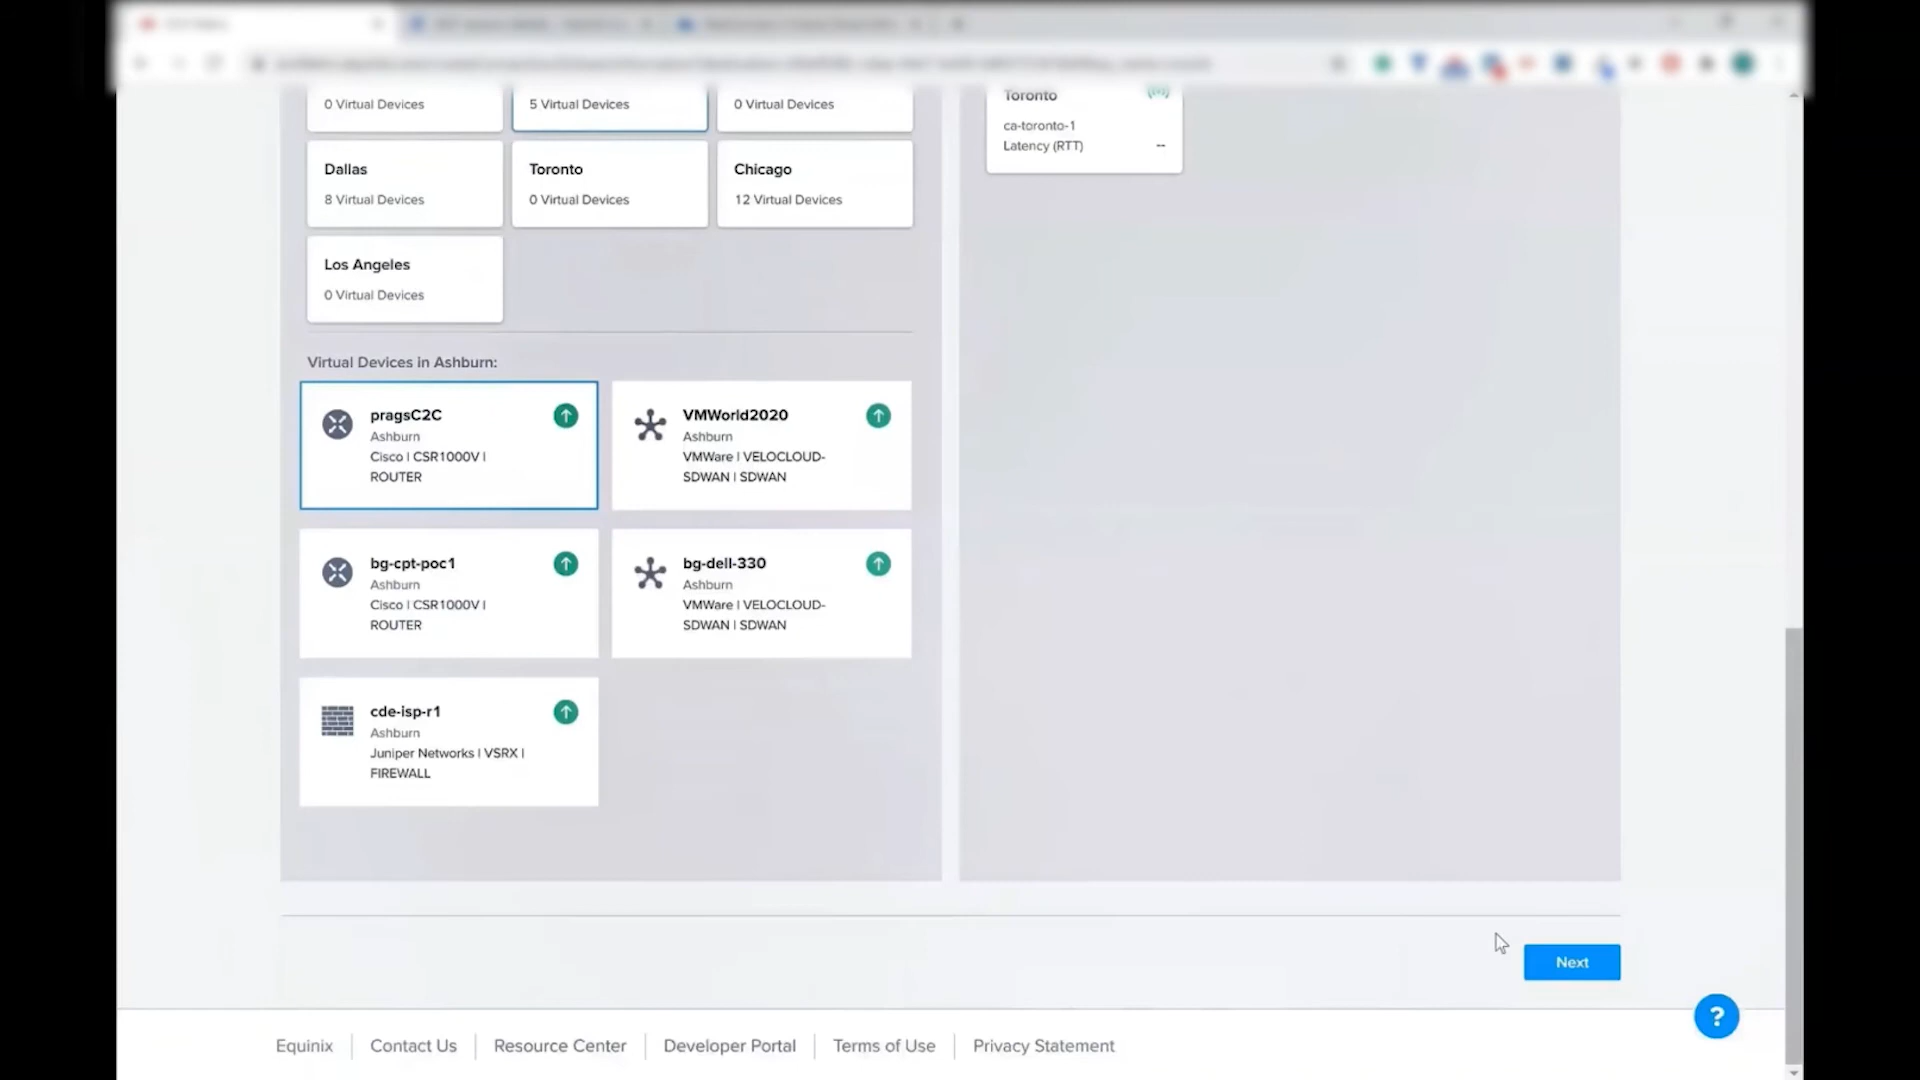 0 Virtual Devices
5 Virtual Devices
0 Virtual Devices
Dallas
8 Virtual Devices
Toronto
0 Virtual Devices
Chicago
12 Virtual Devices
Los Angeles
0 Virtual Devices
Virtual Devices in Ashburn:
pragsC2C
Ashburn
Cisco | CSR1000V |
ROUTER
VMWorld2020
Ashburn
VMWare | VELOCLOUD-
SDWAN | SDWAN
bg-cpt-poc1
Ashburn
Cisco | CSR1000V |
ROUTER
bg-dell-330
Ashburn
VMWare | VELOCLOUD-
SDWAN | SDWAN
cde-isp-r1
Ashburn
Juniper Networks | VSRX |
FIREWALL
Toronto
ca-toronto-1
Latency (RTT) --
Next
?
Equinix
Contact Us
Resource Center
Developer Portal
Terms of Use
Privacy Statement